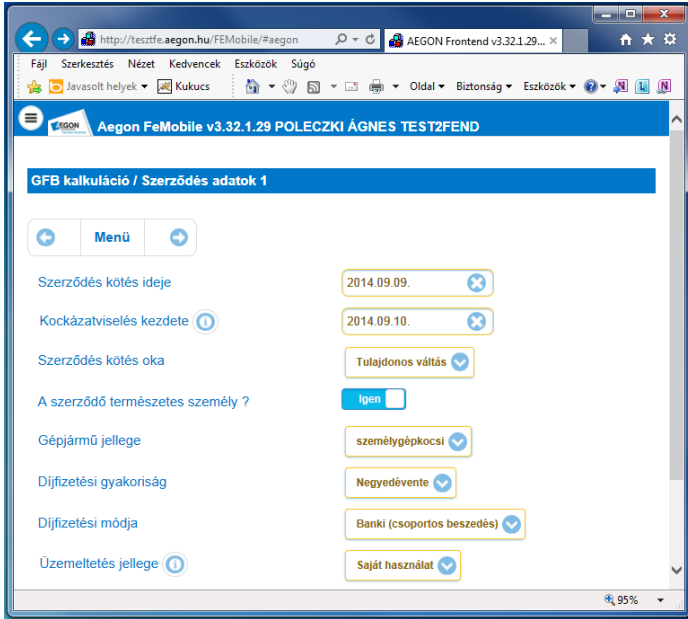 http://tesztfe.aegon.hu/FEMobile/#aegon
AEGON Frontend v3.32.1.29...
Fájl Szerkesztés Nézet Kedvencek Eszközök Súgó
Javasolt helyek Kukucs Oldal Biztonság Eszközök
AEGON Aegon FeMobile v3.32.1.29 POLECZKI ÁGNES TEST2FEND
GFB kalkuláció / Szerződés adatok 1
Menü
Szerződés kötés ideje 2014.09.09.
Kockázatviselés kezdete 2014.09.10.
Szerződés kötés oka Tulajdonos váltás
A szerződő természetes személy ? Igen
Gépjármű jellege személygépkocsi
Díjfizetési gyakoriság Negyedévente
Díjfizetési módja Banki (csoportos beszedés)
Üzemeltetés jellege Saját használat
95%